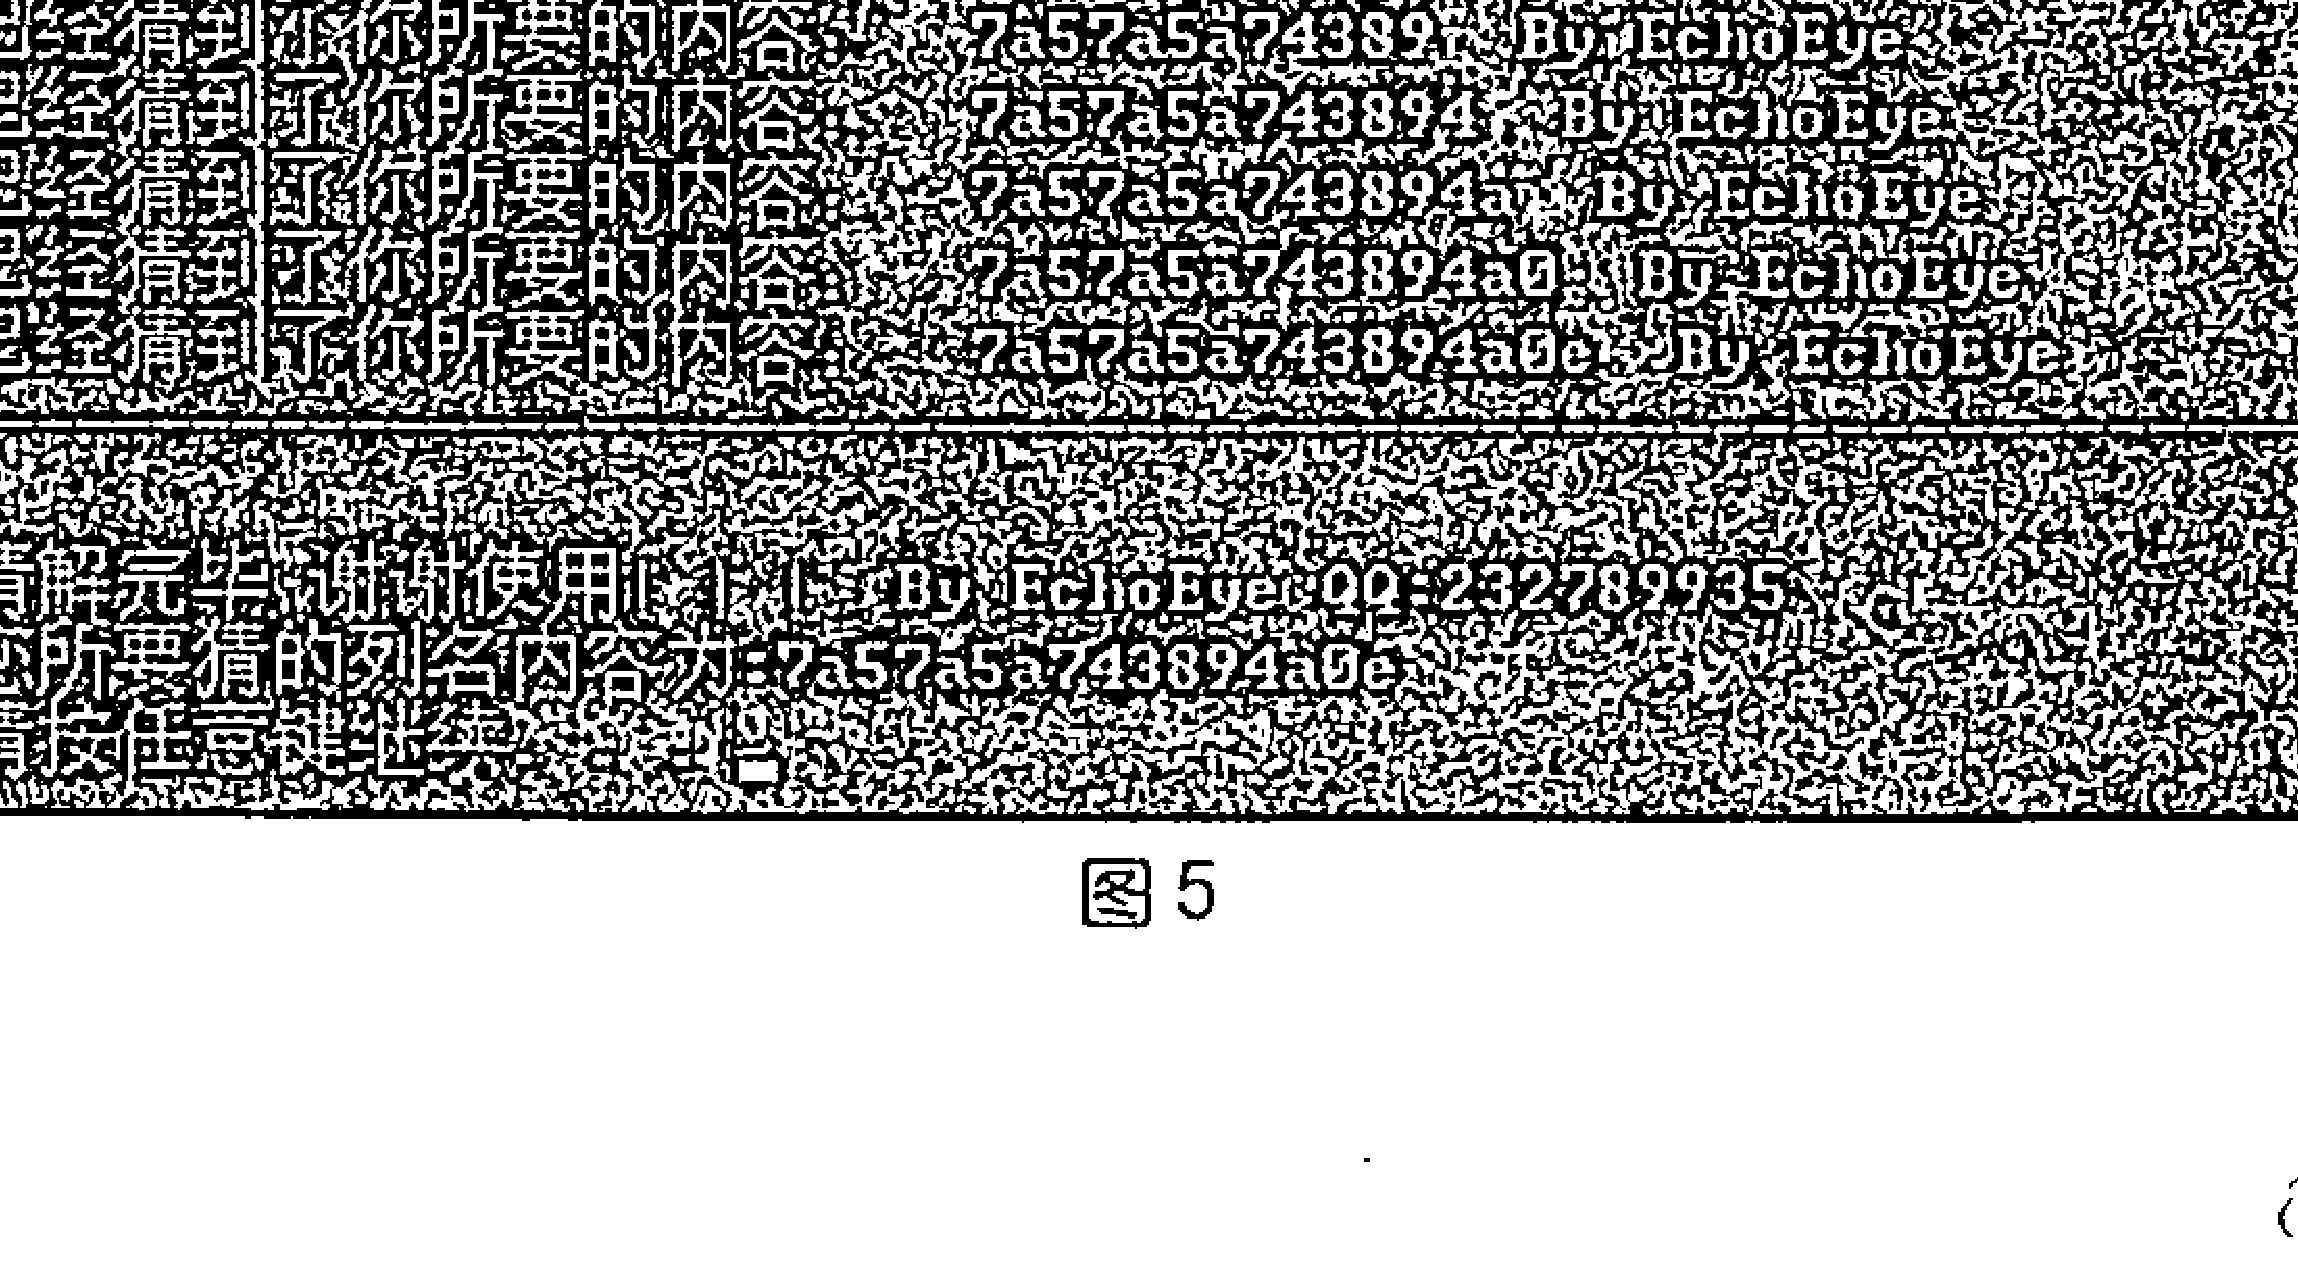 已经猜到了你所要的内容: 7a57a5a74389 By EchoEye
已经猜到了你所要的内容: 7a57a5a743894 By EchoEye
已经猜到了你所要的内容: 7a57a5a743894a By EchoEye
已经猜到了你所要的内容: 7a57a5a743894a0 By EchoEye
已经猜到了你所要的内容: 7a57a5a743894a0e By EchoEye
猜解完毕 谢谢使用!!!! By EchoEye QQ:232789935
你所要猜的列名内容为:7a57a5a743894a0e
请按任意键继续
图 5